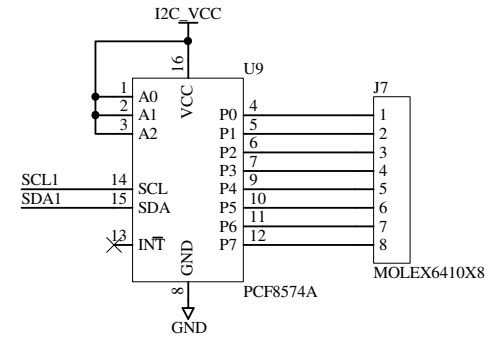 I2C_VCC
U9
J7
16
VCC
1 A0
2 A1
3 A2
P0 4 1
P1 5 2
P2 6 3
P3 7 4
SCL1 14 SCL P4 9 5
SDA1 15 SDA P5 10 6
P6 11 7
13 INT P7 12 8
GND
8
MOLEX6410X8
PCF8574A
GND